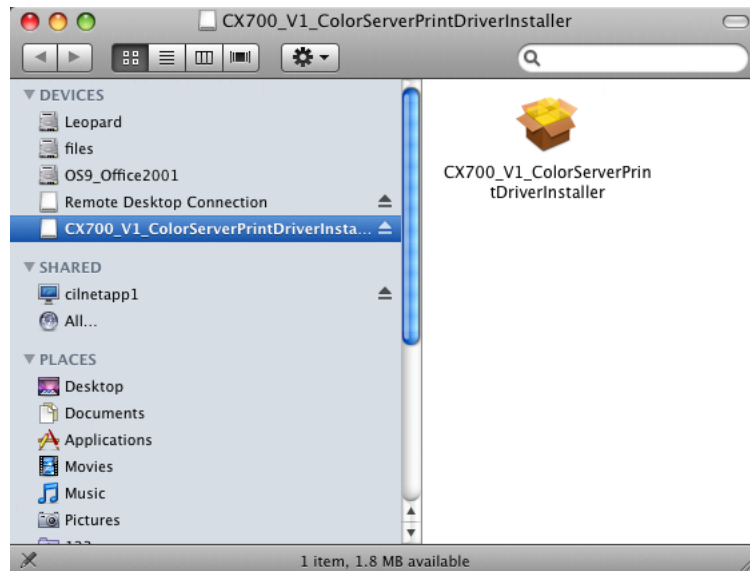 CX700_V1_ColorServerPrintDriverInstaller
DEVICES
Leopard
files
OS9_Office2001
Remote Desktop Connection
CX700_V1_ColorServerPrintDriverInsta...
SHARED
cilnetapp1
All...
PLACES
Desktop
Documents
Applications
Movies
Music
Pictures
CX700_V1_ColorServerPrin
tDriverInstaller
1 item, 1.8 MB available